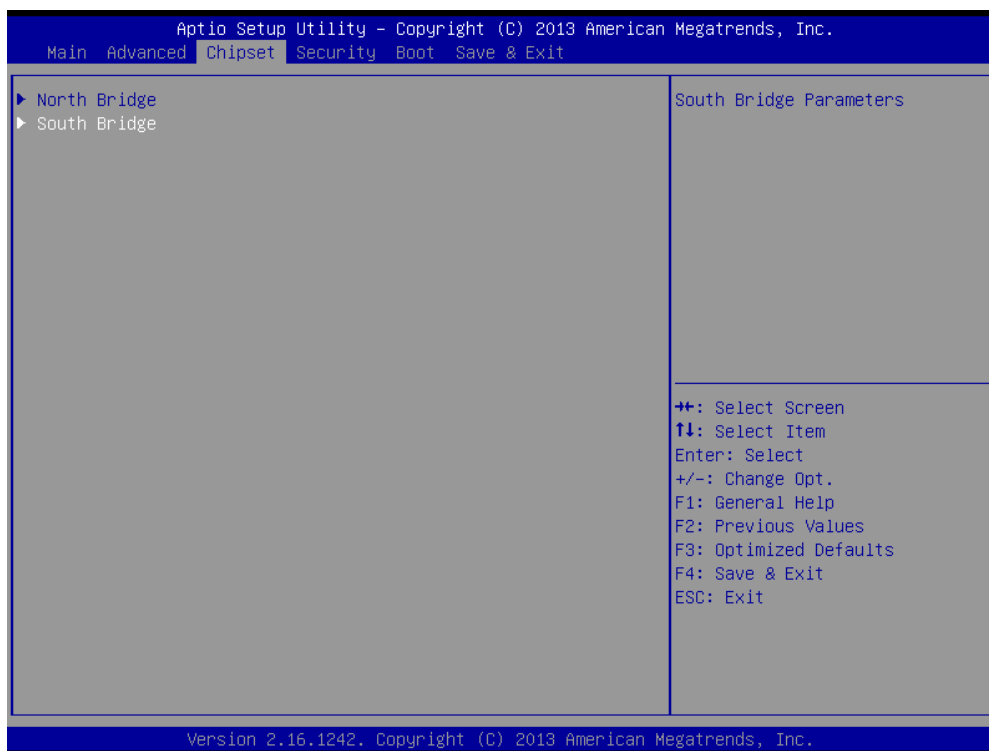 Aptio Setup Utility – Copyright (C) 2013 American Megatrends, Inc.
Main Advanced Chipset Security Boot Save & Exit
► North Bridge
► South Bridge
South Bridge Parameters
→←: Select Screen
↑↓: Select Item
Enter: Select
+/-: Change Opt.
F1: General Help
F2: Previous Values
F3: Optimized Defaults
F4: Save & Exit
ESC: Exit
Version 2.16.1242. Copyright (C) 2013 American Megatrends, Inc.